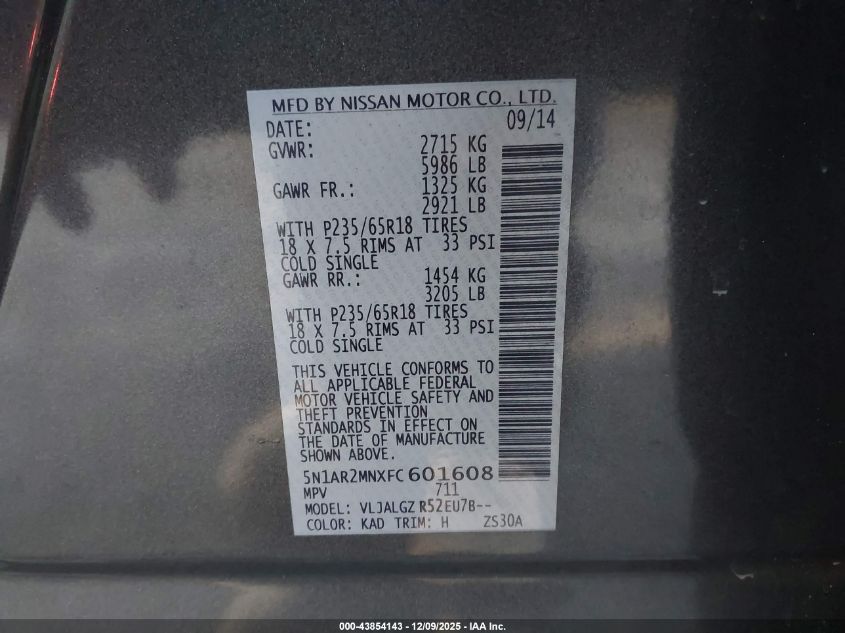 MFD BY NISSAN MOTOR CO., LTD.
DATE: 09/14
GVWR: 2715 KG
5986 LB
GAWR FR.: 1325 KG
2921 LB
WITH P235/65R18 TIRES
18 X 7.5 RIMS AT 33 PSI
COLD SINGLE
GAWR RR.: 1454 KG
3205 LB
WITH P235/65R18 TIRES
18 X 7.5 RIMS AT 33 PSI
COLD SINGLE
THIS VEHICLE CONFORMS TO
ALL APPLICABLE FEDERAL
MOTOR VEHICLE SAFETY AND
THEFT PREVENTION
STANDARDS IN EFFECT ON
THE DATE OF MANUFACTURE
SHOWN ABOVE.
5N1AR2MNXFC601608
MPV 711
MODEL: VLJALGZ R52EU7B--
COLOR: KAD TRIM: H ZS30A
000-43854143 - 12/09/2025 - IAA Inc.